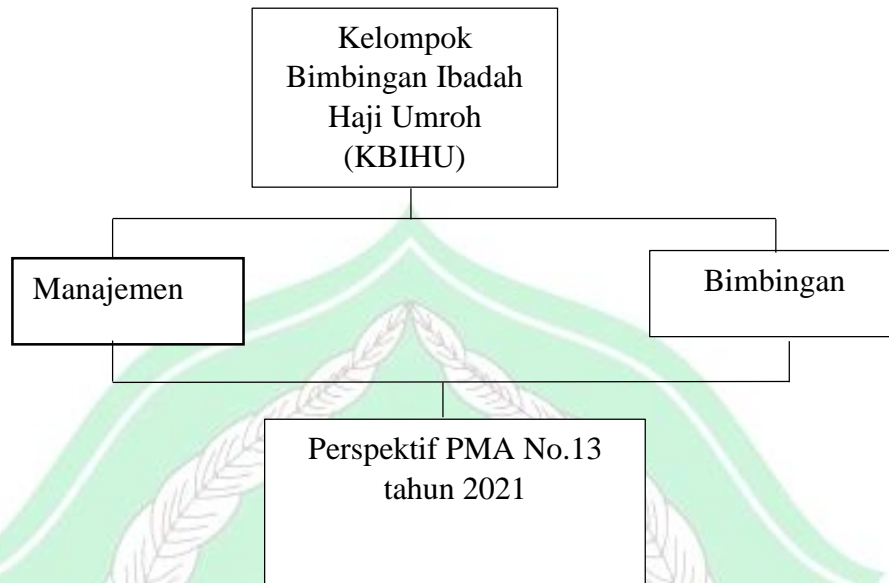 Kelompok
Bimbingan Ibadah
Haji Umroh
(KBIHU)
Manajemen
Bimbingan
Perspektif PMA No.13
tahun 2021